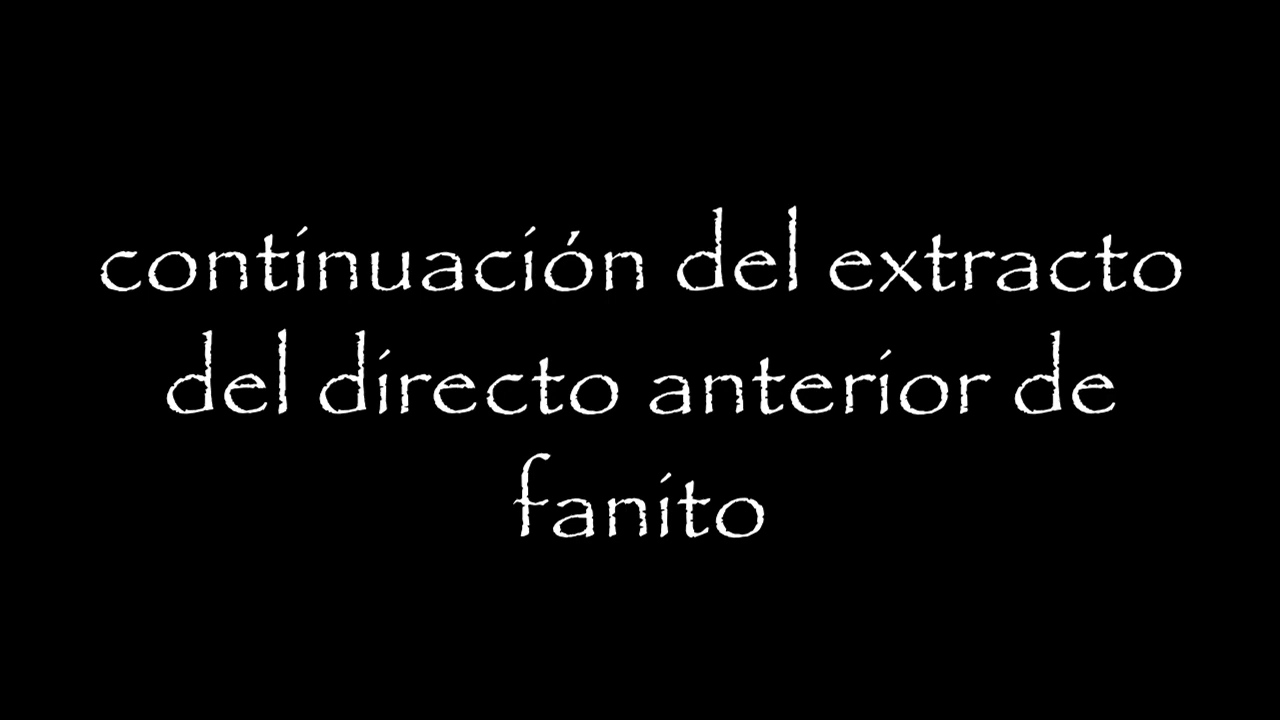 continuación del extracto
del directo anterior de
fanito